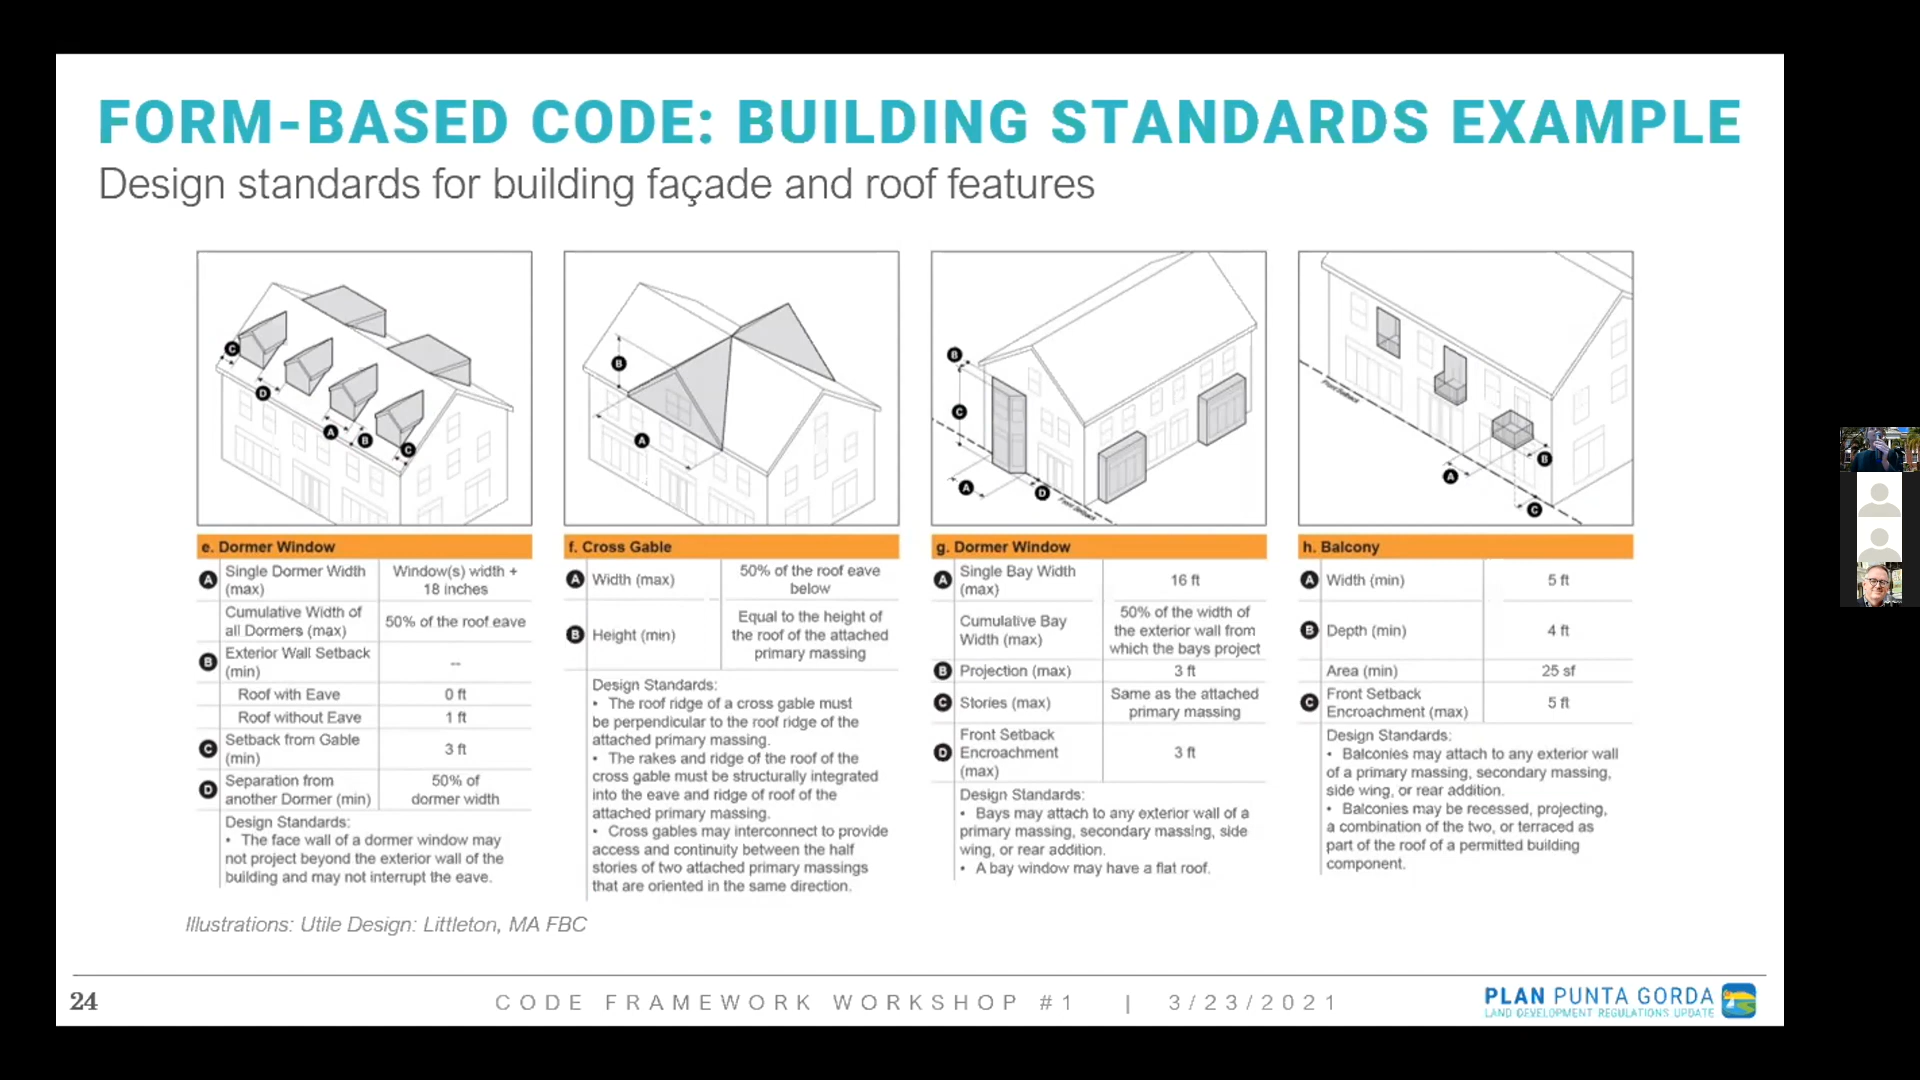 FORM-BASED CODE: BUILDING STANDARDS EXAMPLE
Design standards for building façade and roof features
C
D
A
B
C
B
A
B
C
A
D
Front Setback
Front Setback
B
A
C
e. Dormer Window
A Single Dormer Width (max) Window(s) width + 18 inches
Cumulative Width of all Dormers (max) 50% of the roof eave
B Exterior Wall Setback (min) --
Roof with Eave 0 ft
Roof without Eave 1 ft
C Setback from Gable (min) 3 ft
D Separation from another Dormer (min) 50% of dormer width
Design Standards:
• The face wall of a dormer window may
not project beyond the exterior wall of the
building and may not interrupt the eave.
f. Cross Gable
A Width (max) 50% of the roof eave below
B Height (min) Equal to the height of the roof of the attached primary massing
Design Standards:
• The roof ridge of a cross gable must
be perpendicular to the roof ridge of the
attached primary massing.
• The rakes and ridge of the roof of the
cross gable must be structurally integrated
into the eave and ridge of roof of the
attached primary massing.
• Cross gables may interconnect to provide
access and continuity between the half
stories of two attached primary massings
that are oriented in the same direction.
g. Dormer Window
A Single Bay Width (max) 16 ft
Cumulative Bay Width (max) 50% of the width of the exterior wall from which the bays project
B Projection (max) 3 ft
C Stories (max) Same as the attached primary massing
D Front Setback Encroachment (max) 3 ft
Design Standards:
• Bays may attach to any exterior wall of a
primary massing, secondary massing, side
wing, or rear addition.
• A bay window may have a flat roof.
h. Balcony
A Width (min) 5 ft
B Depth (min) 4 ft
Area (min) 25 sf
C Front Setback Encroachment (max) 5 ft
Design Standards:
• Balconies may attach to any exterior wall
of a primary massing, secondary massing,
side wing, or rear addition.
• Balconies may be recessed, projecting,
a combination of the two, or terraced as
part of the roof of a permitted building
component.
Illustrations: Utile Design: Littleton, MA FBC
24
CODE FRAMEWORK WORKSHOP #1 | 3/23/2021
PLAN PUNTA GORDA
LAND DEVELOPMENT REGULATIONS UPDATE